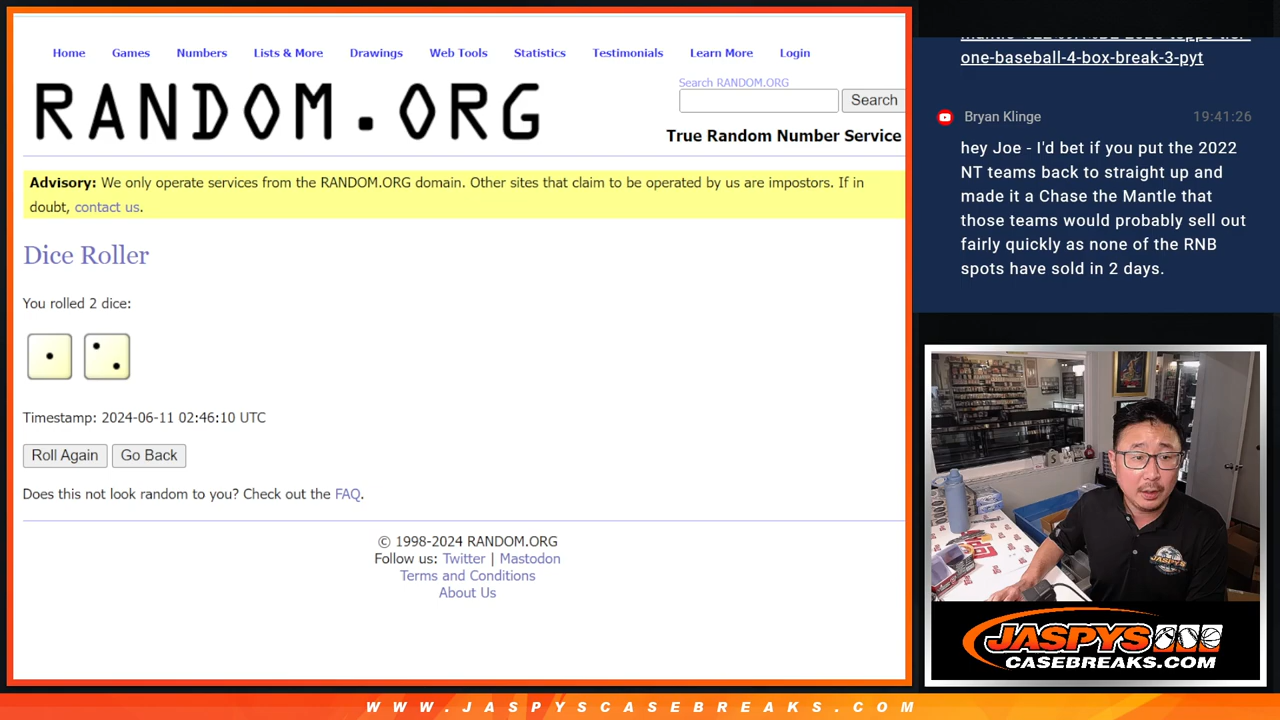 Home Games Numbers Lists & More Drawings Web Tools Statistics Testimonials Learn More Login
RANDOM.ORG
Search RANDOM.ORG
Search
True Random Number Service
Advisory: We only operate services from the RANDOM.ORG domain. Other sites that claim to be operated by us are impostors. If in
doubt, contact us.
Dice Roller
You rolled 2 dice:
Timestamp: 2024-06-11 02:46:10 UTC
Roll Again Go Back
Does this not look random to you? Check out the FAQ.
© 1998-2024 RANDOM.ORG
Follow us: Twitter | Mastodon
Terms and Conditions
About Us
one-baseball-4-box-break-3-pyt
Bryan Klinge 19:41:26
hey Joe - I'd bet if you put the 2022
NT teams back to straight up and
made it a Chase the Mantle that
those teams would probably sell out
fairly quickly as none of the RNB
spots have sold in 2 days.
JASPYS
CASEBREAKS.COM
WWW.JASPYSCASEBREAKS.COM